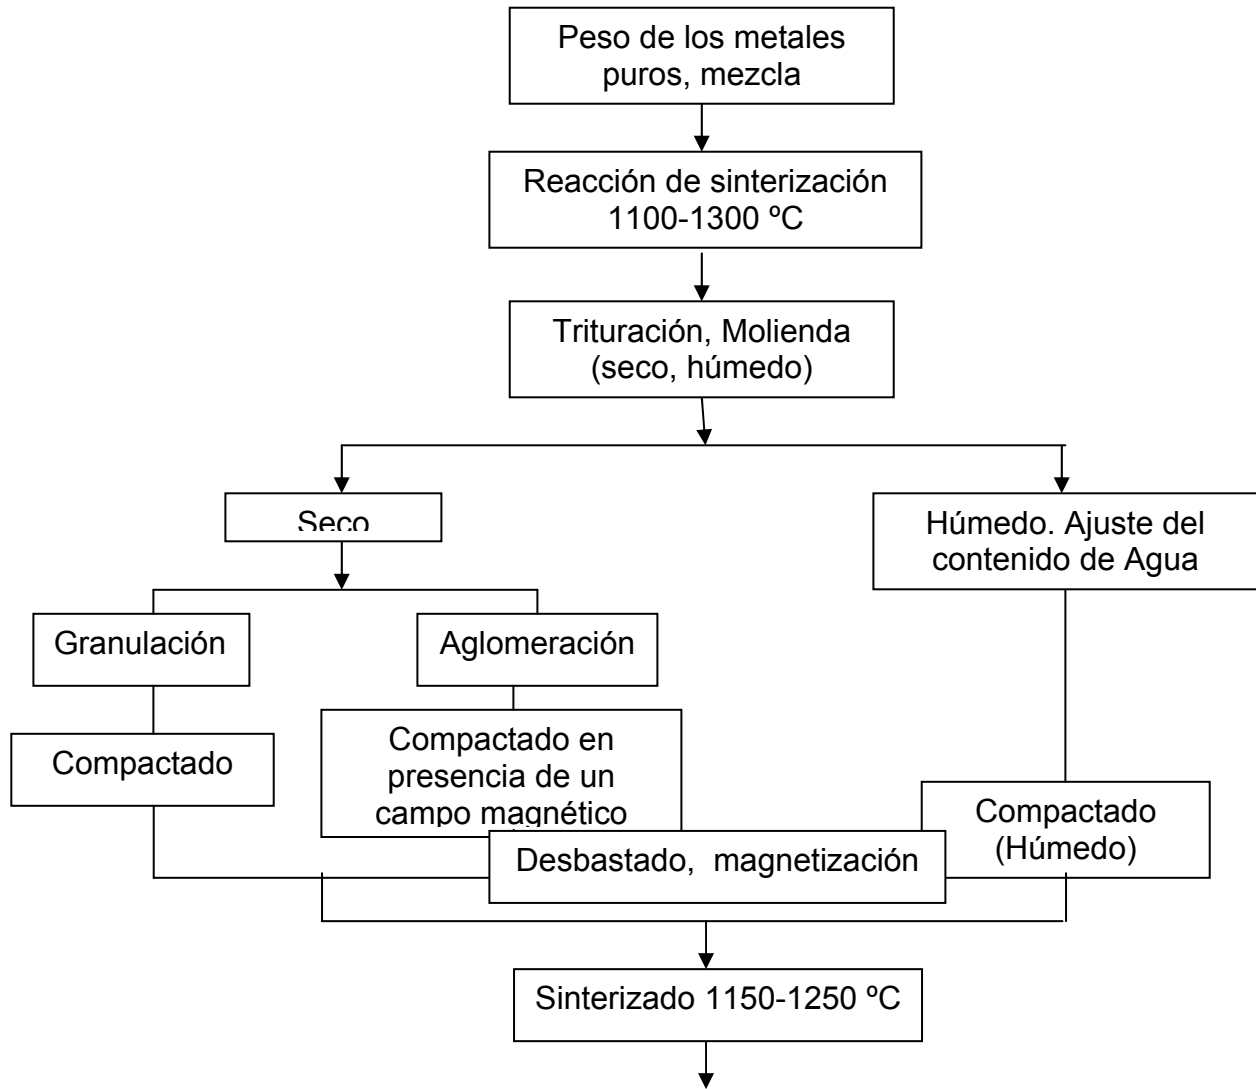 Peso de los metales
puros, mezcla
Reacción de sinterización
1100-1300 ºC
Trituración, Molienda
(seco, húmedo)
Seco
Húmedo. Ajuste del
contenido de Agua
Granulación
Aglomeración
Compactado
Compactado en
presencia de un
campo magnético
Compactado
(Húmedo)
Desbastado, magnetización
Sinterizado 1150-1250 ºC